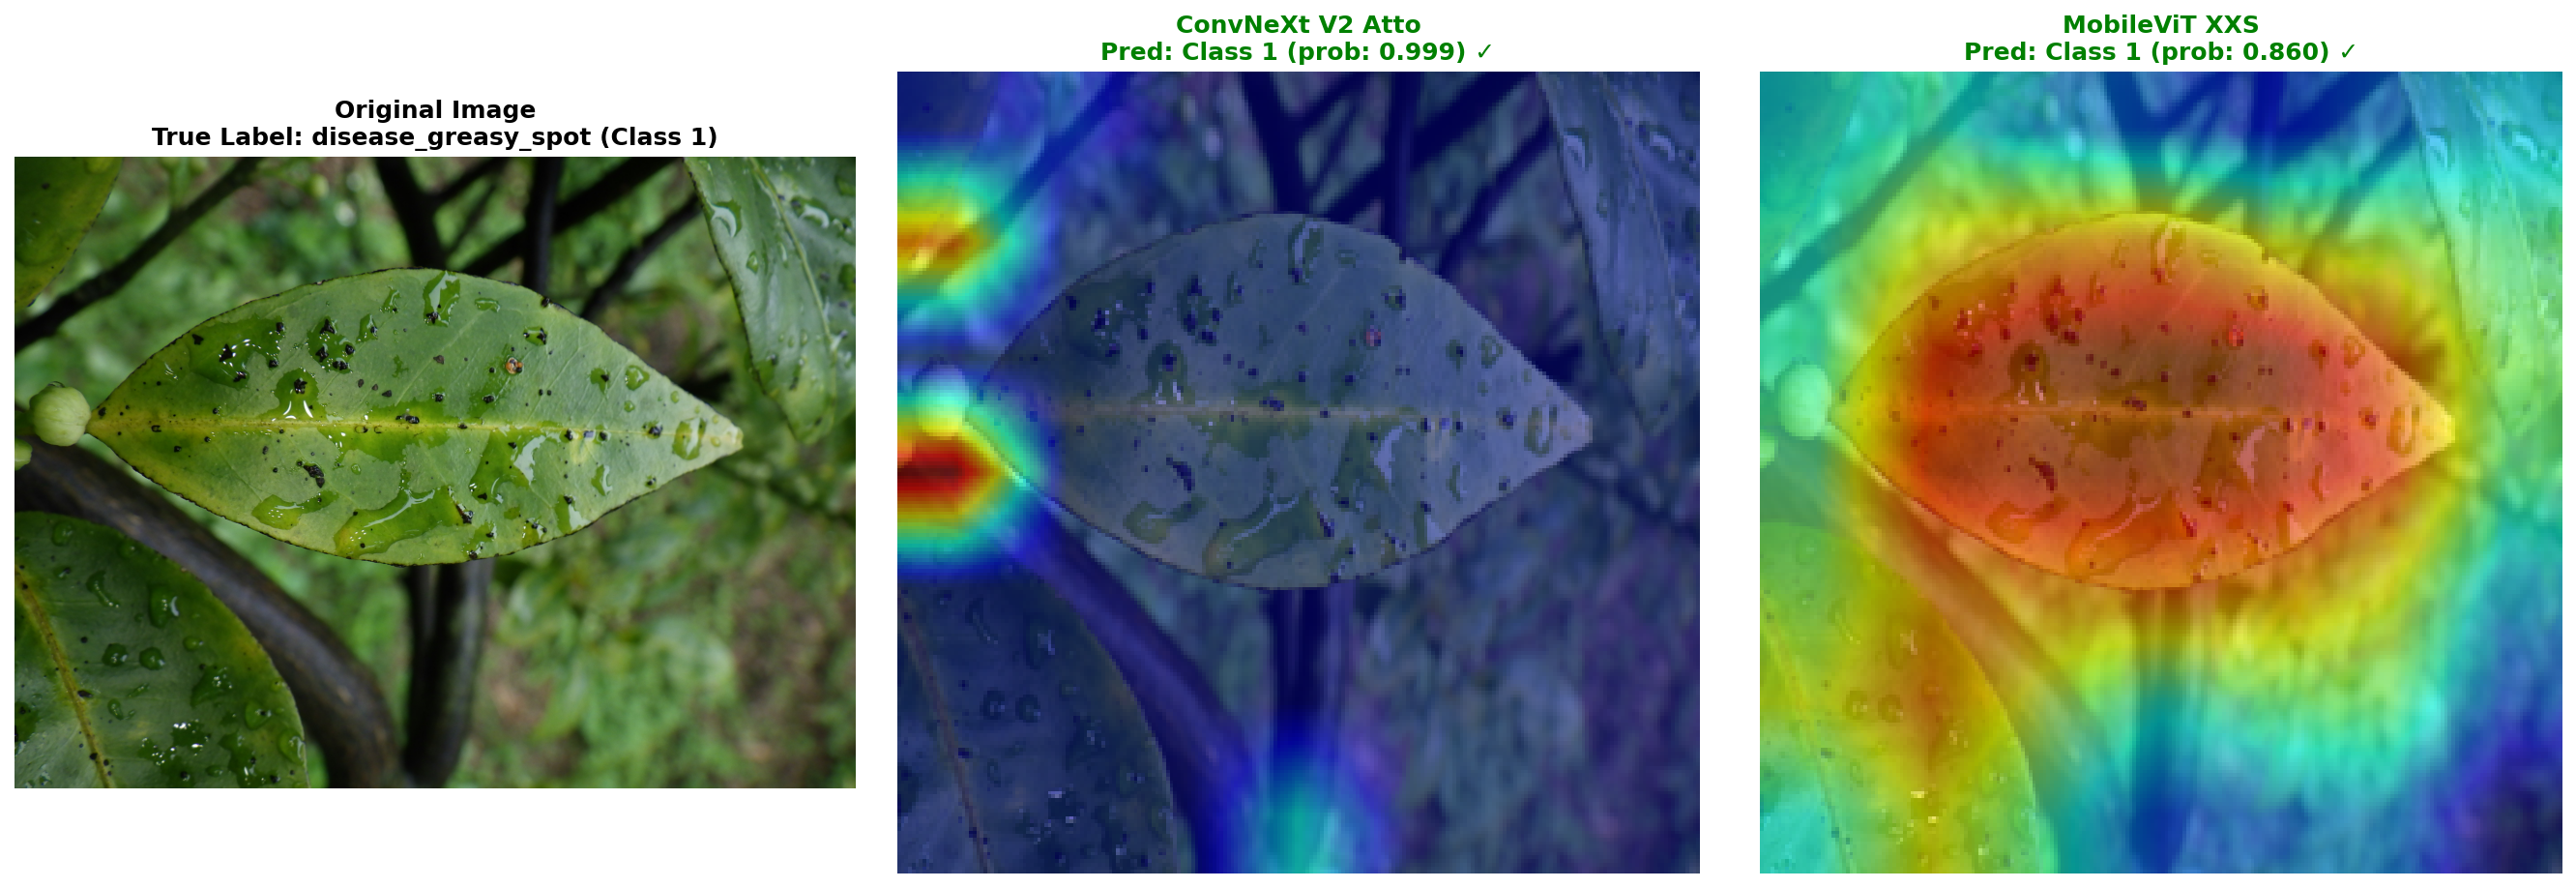 Original Image
True Label: disease_greasy_spot (Class 1)
ConvNeXt V2 Atto
Pred: Class 1 (prob: 0.999) ✓
MobileViT XXS
Pred: Class 1 (prob: 0.860) ✓